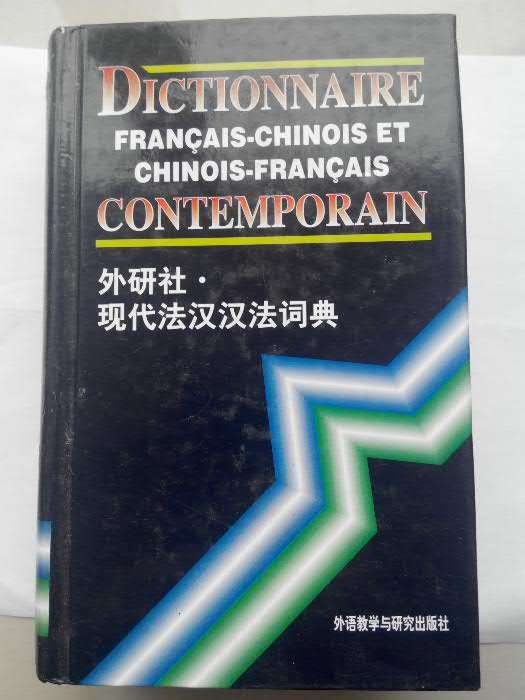 DICTIONNAIRE
FRANÇAIS-CHINOIS ET
CHINOIS-FRANÇAIS
CONTEMPORAIN
外研社·
现代法汉汉法词典
外语教学与研究出版社